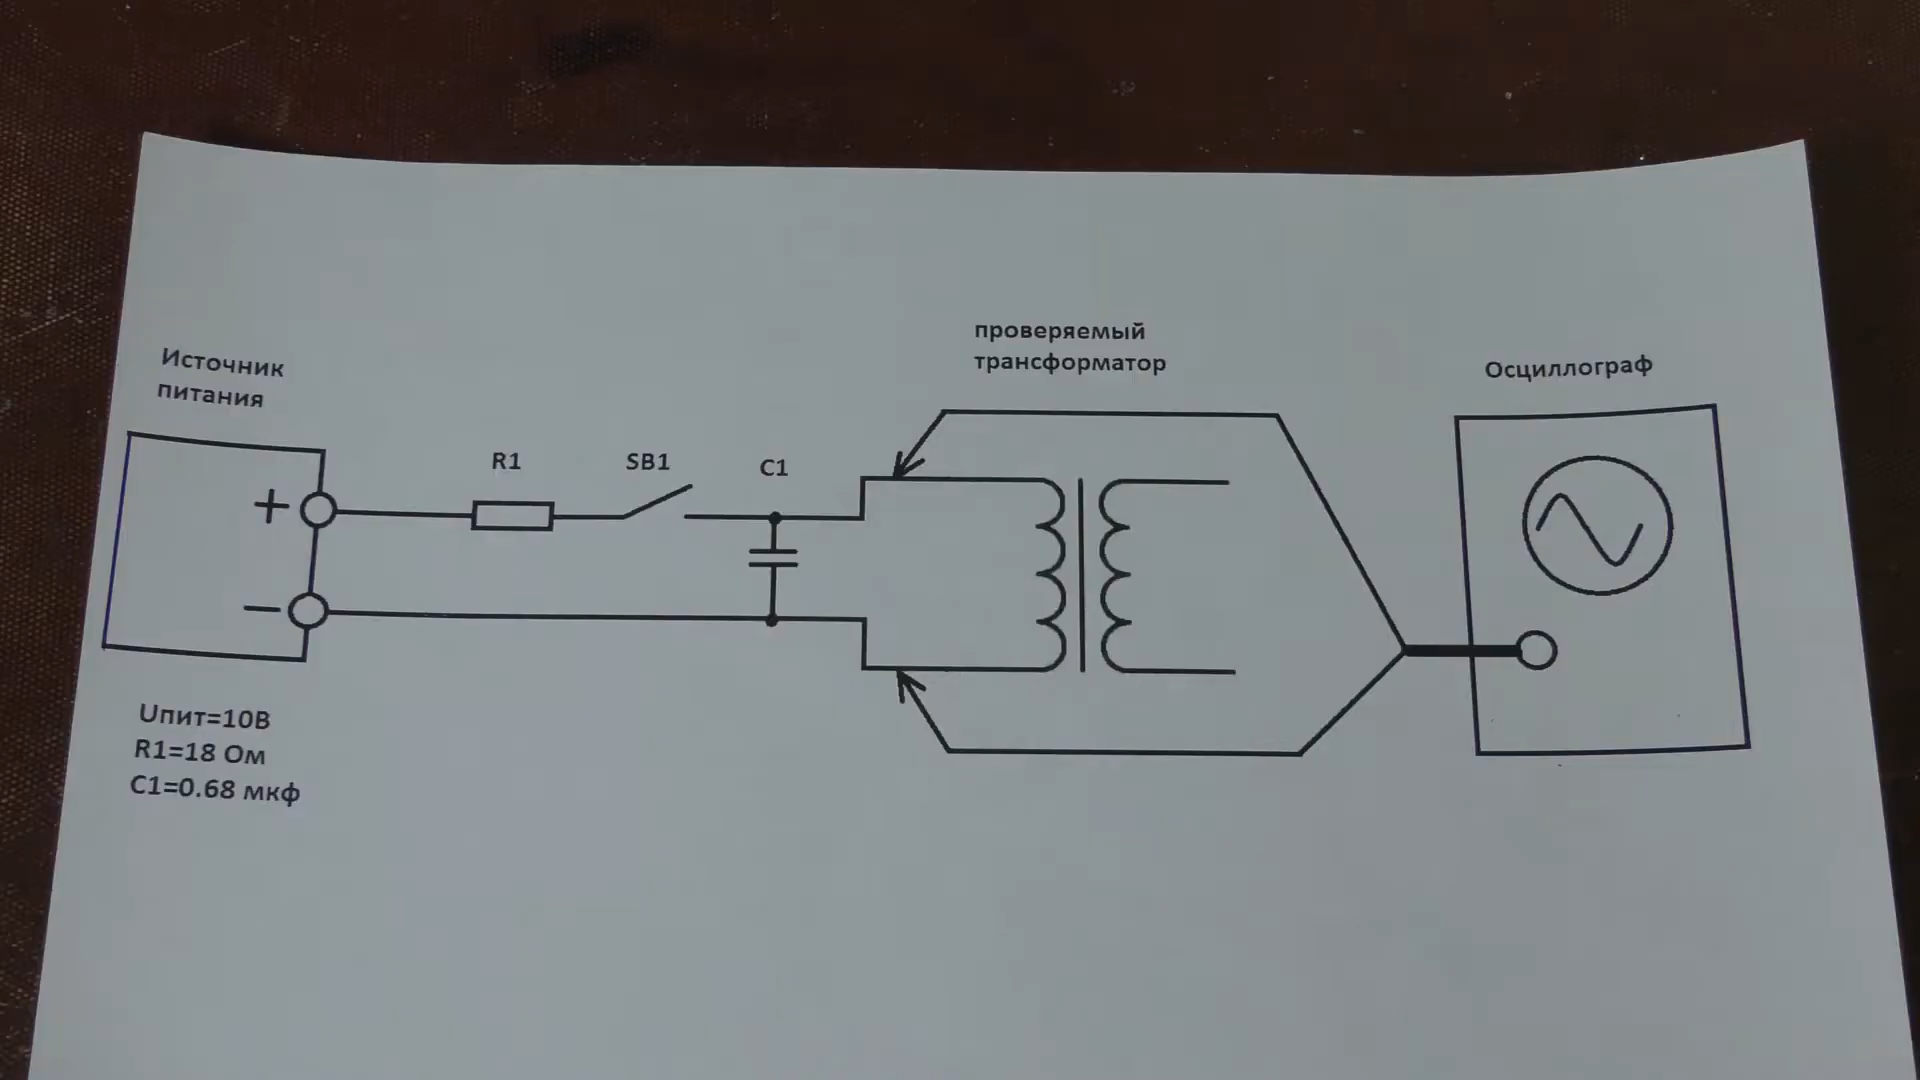 проверяемый
трансформатор
Источник
питания
Осциллограф
R1
SB1
C1
+
−
Uпит=10В
R1=18 Ом
C1=0.68 мкф